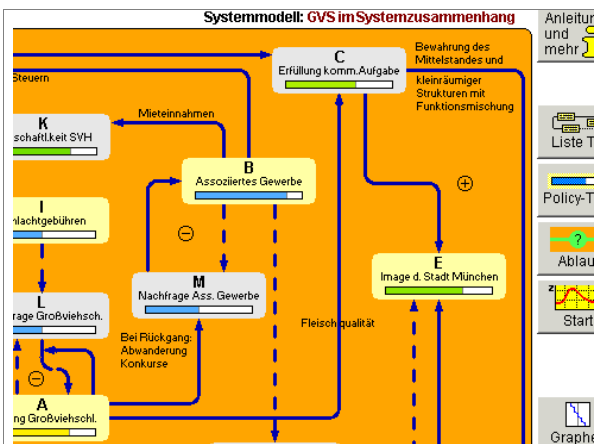 Systemmodell: GVS im Systemzusammenhang
Anleitun
und
mehr
C
Erfüllung komm.Aufgabe
Bewahrung des
Mittelstandes und
kleinräumiger
Strukturen mit
Funktionsmischung
Steuern
K
schaftl.keit SVH
Mieteinnahmen
Liste T
B
Assoziiertes Gewerbe
Policy-T
I
hlachtgebühren
E
Image d. Stadt München
Ablau
M
Nachfrage Ass. Gewerbe
L
rage Großviehsch.
Z
Start
Fleischqualität
Bei Rückgang:
Abwanderung
Konkurse
A
ng Großviehschl.
Graphe